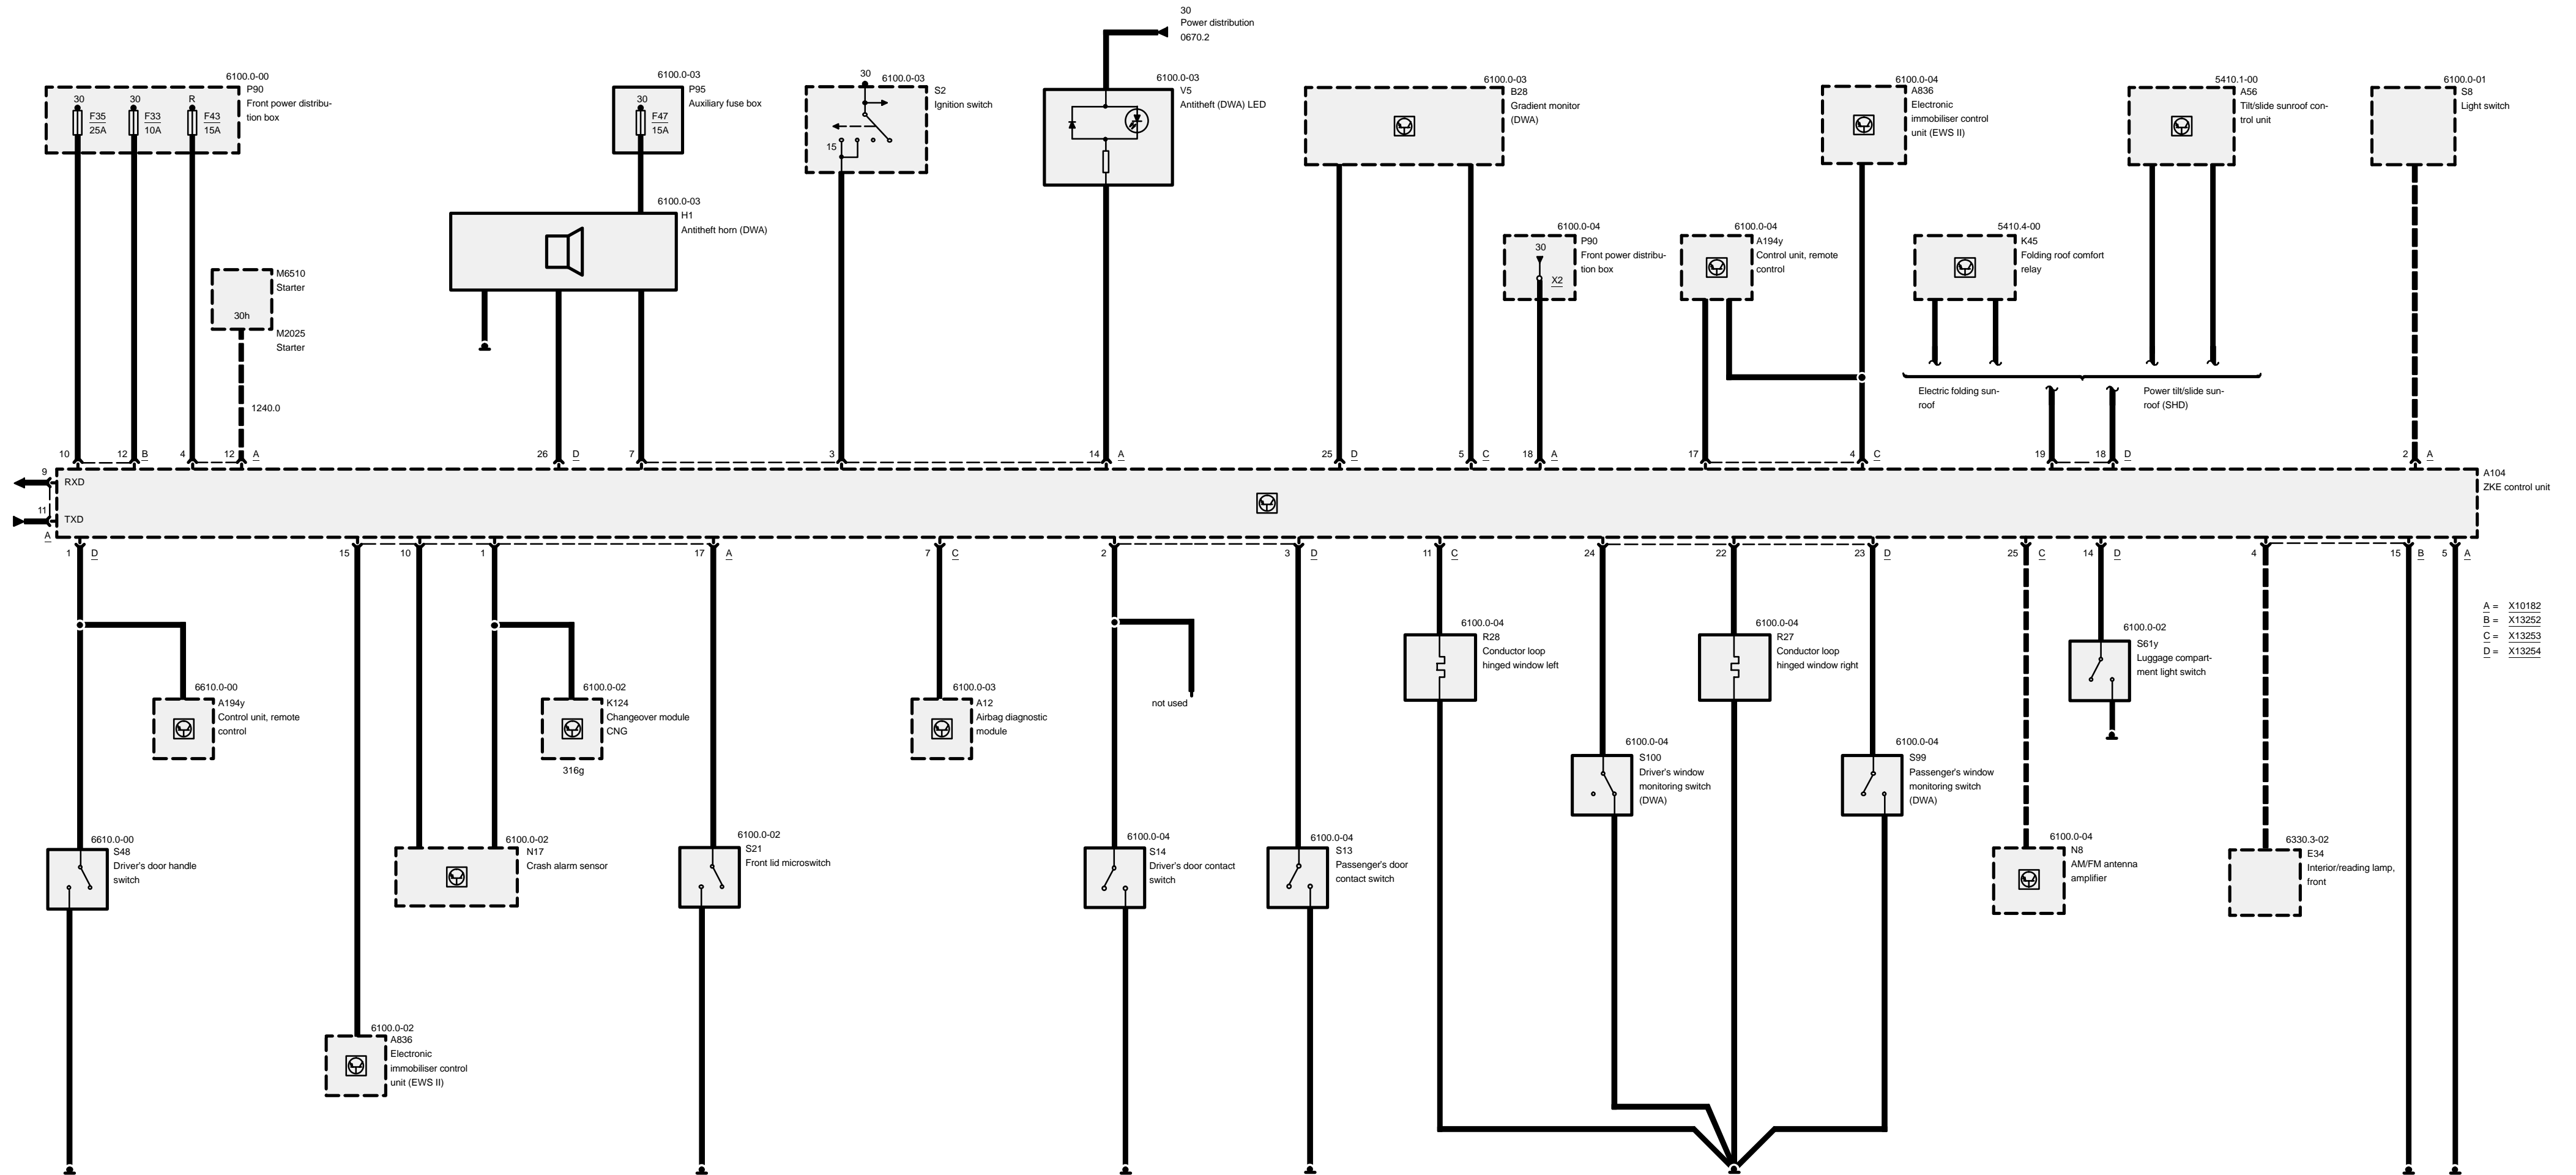 30
Power distribution
0670.2
6100.0-00
P90
Front power distribu-
tion box
30
F35
25A
30
F33
10A
R
F43
15A
6100.0-03
P95
Auxiliary fuse box
30
F47
15A
30
6100.0-03
S2
Ignition switch
15
6100.0-03
V5
Antitheft (DWA) LED
6100.0-03
B28
Gradient monitor
(DWA)
6100.0-04
A836
Electronic
immobiliser control
unit (EWS II)
5410.1-00
A56
Tilt/slide sunroof con-
trol unit
6100.0-01
S8
Light switch
6100.0-03
H1
Antitheft horn (DWA)
M6510
Starter
30h
M2025
Starter
1240.0
6100.0-04
P90
Front power distribu-
tion box
30
X2
6100.0-04
A194y
Control unit, remote
control
5410.4-00
K45
Folding roof comfort
relay
Electric folding sun-
roof
Power tilt/slide sun-
roof (SHD)
10
12
B
4
12
A
26
D
7
3
14
A
25
D
5
C
18
A
17
4
C
19
18
D
2
A
9
RXD
11
TXD
A
A104
ZKE control unit
1
D
15
10
1
17
A
7
C
2
3
D
11
C
24
22
23
D
25
C
14
D
4
15
B
5
A
A = X10182
B = X13252
C = X13253
D = X13254
6610.0-00
A194y
Control unit, remote
control
6100.0-02
K124
Changeover module
CNG
316g
6100.0-03
A12
Airbag diagnostic
module
not used
6100.0-04
R28
Conductor loop
hinged window left
6100.0-04
R27
Conductor loop
hinged window right
6100.0-02
S61y
Luggage compart-
ment light switch
6100.0-04
S100
Driver's window
monitoring switch
(DWA)
6100.0-04
S99
Passenger's window
monitoring switch
(DWA)
6610.0-00
S48
Driver's door handle
switch
6100.0-02
N17
Crash alarm sensor
6100.0-02
S21
Front lid microswitch
6100.0-04
S14
Driver's door contact
switch
6100.0-04
S13
Passenger's door
contact switch
6100.0-04
N8
AM/FM antenna
amplifier
6330.3-02
E34
Interior/reading lamp,
front
6100.0-02
A836
Electronic
immobiliser control
unit (EWS II)